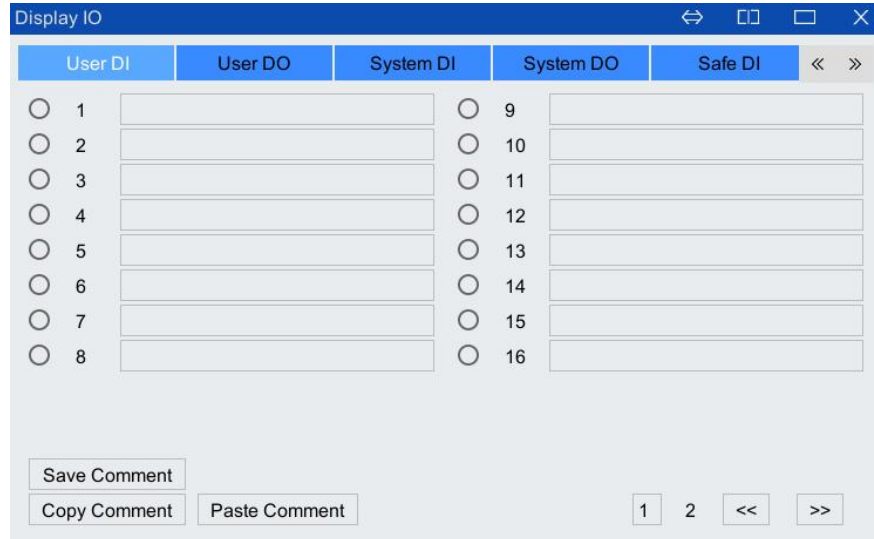 Display IO
User DI User DO System DI System DO Safe DI « »
1 9
2 10
3 11
4 12
5 13
6 14
7 15
8 16
Save Comment
Copy Comment Paste Comment 1 2 << >>